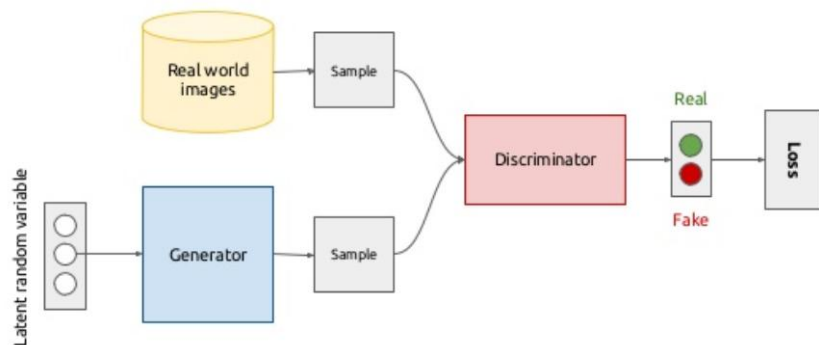 Real world
images
Sample
Real
Discriminator
Loss
Fake
Latent random variable
Generator
Sample